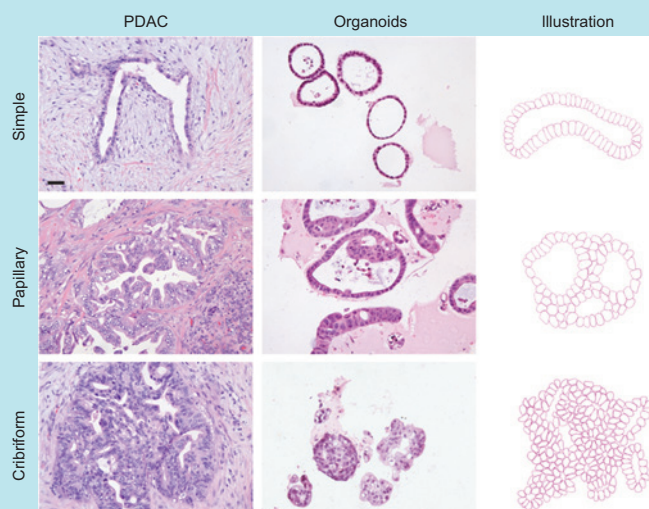 PDAC
Organoids
Illustration
Simple
Papillary
Cribriform